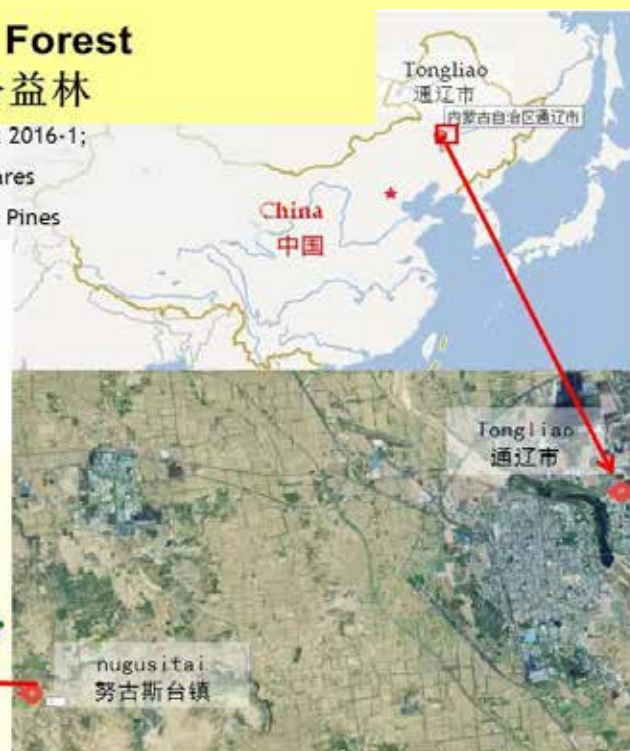 Forest
益林
2016-1;
Pines
Tongliao
通辽市
内蒙古自治区通辽市
China
中国
Tongliao
通辽市
nugusitai
努古斯台镇